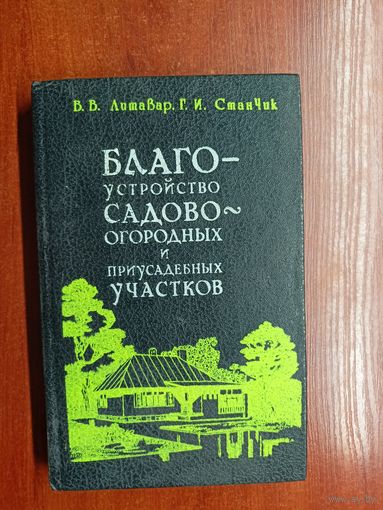 В. В. Литавар, Г. И. Станчик
БЛАГО-
УСТРОЙСТВО
САДОВО~
ОГОРОДНЫХ
И
ПРИУСАДЕБНЫХ
УЧАСТКОВ